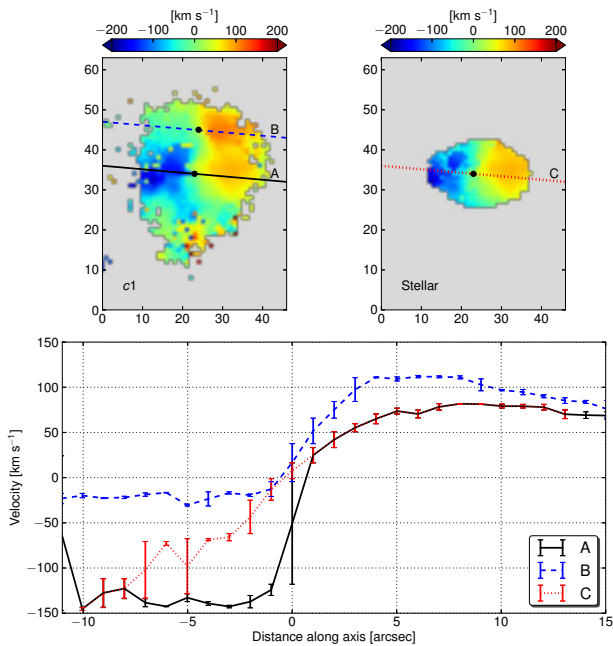 [km s⁻¹]
−200 −100 0 100 200
60
50
40
30
20
10
0
B
A
c1
0 10 20 30 40
[km s⁻¹]
−200 −100 0 100 200
60
50
40
30
20
10
0
C
Stellar
0 10 20 30 40
Velocity [km s⁻¹]
150
100
50
0
−50
−100
−150
−10 −5 0 5 10 15
Distance along axis [arcsec]
A
B
C